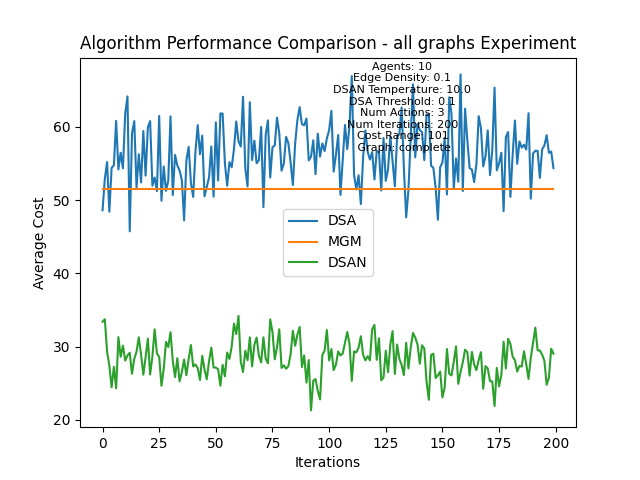 Algorithm Performance Comparison - all graphs Experiment
Agents: 10
Edge Density: 0.1
DSAN Temperature: 10.0
DSA Threshold: 0.1
Num Actions: 3
Num Iterations: 200
Cost Range: 101
Graph: complete
Average Cost
60
50
40
30
20
DSA
MGM
DSAN
0
25
50
75
100
125
150
175
200
Iterations